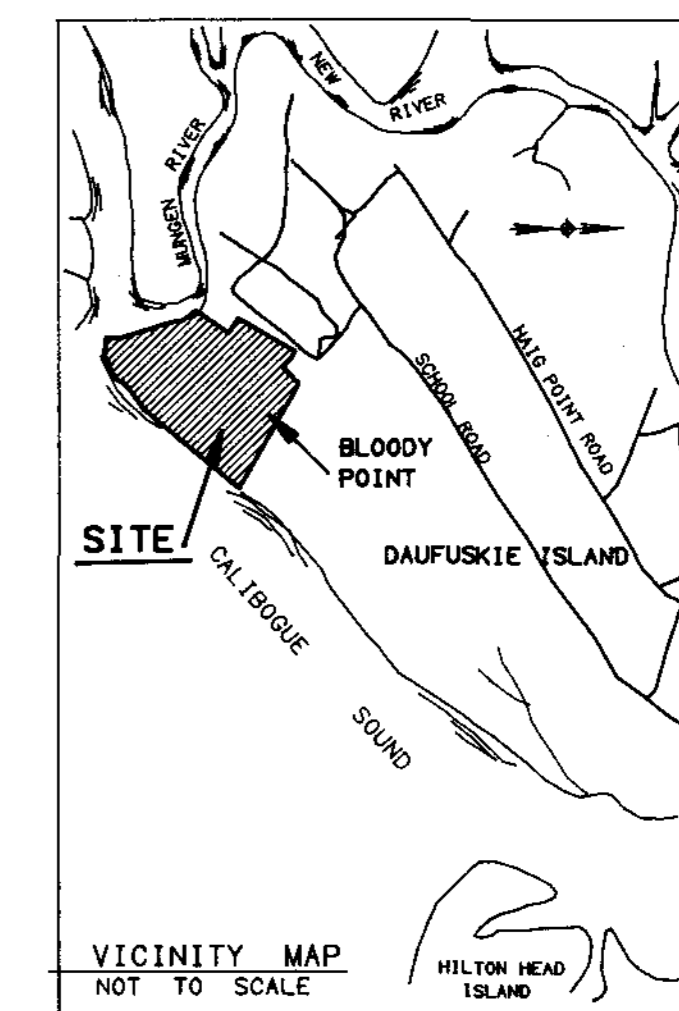 NEW
RIVER
MUNGEN RIVER
HAIG POINT ROAD
SCHOOL ROAD
BLOODY
POINT
SITE
DAUFUSKIE ISLAND
CALIBOGUE
SOUND
VICINITY MAP
NOT TO SCALE
HILTON HEAD
ISLAND